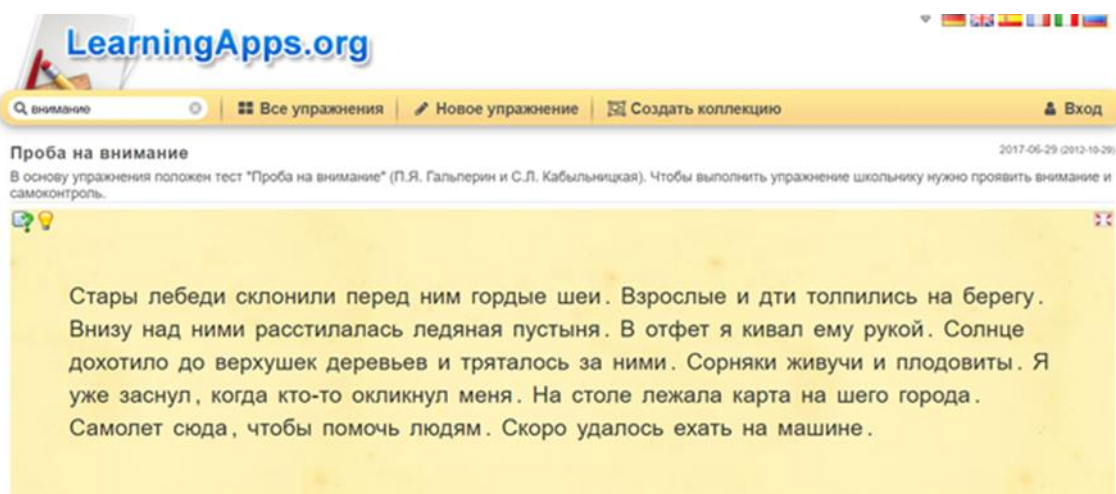 LearningApps.org
внимание
Все упражнения
Новое упражнение
Создать коллекцию
Вход
Проба на внимание
2017-06-29 (2012-10-29)
В основу упражнения положен тест "Проба на внимание" (П.Я. Гальперин и С.Л. Кабыльницкая). Чтобы выполнить упражнение школьнику нужно проявить внимание и
самоконтроль.
Стары лебеди склонили перед ним гордые шеи. Взрослые и дти толпились на берегу.
Внизу над ними расстилалась ледяная пустыня. В отфет я кивал ему рукой. Солнце
дохотило до верхушек деревьев и тряталось за ними. Сорняки живучи и плодовиты. Я
уже заснул, когда кто-то окликнул меня. На столе лежала карта на шего города.
Самолет сюда, чтобы помочь людям. Скоро удалось ехать на машине.